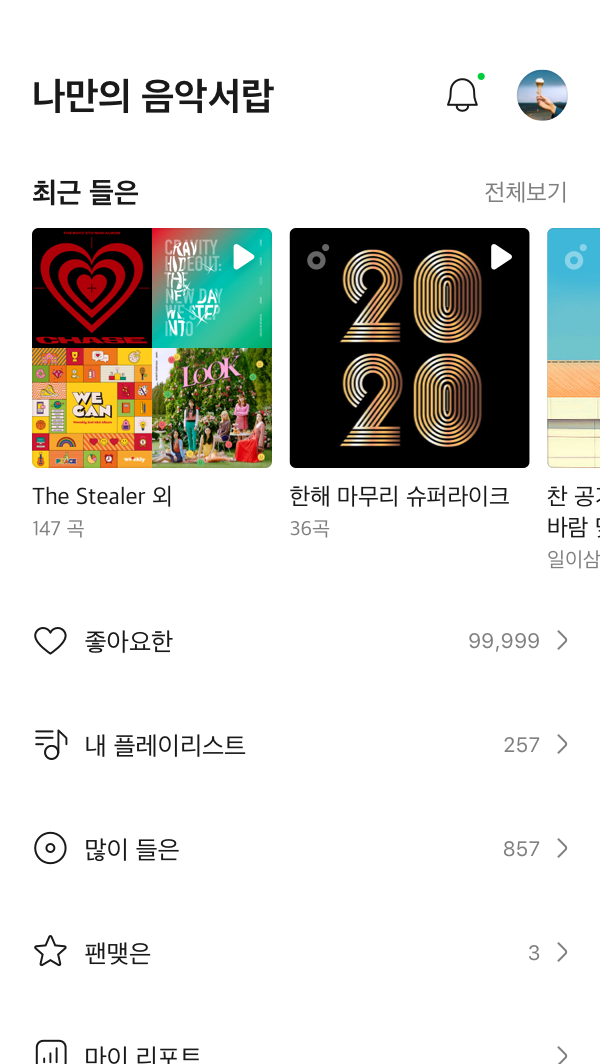 나만의 음악서랍
최근 들은
전체보기
CHASE
CRAVITY
HIDEOUT:
THE
NEW DAY
WE STEP
INTO
WE
CAN
PEACE
weeekly
LOOK
20
20
The Stealer 외
147 곡
한해 마무리 슈퍼라이크
36곡
찬 공
바람
일이삼
좋아요한
99,999
내 플레이리스트
257
많이 들은
857
팬맺은
3
마이 리포트